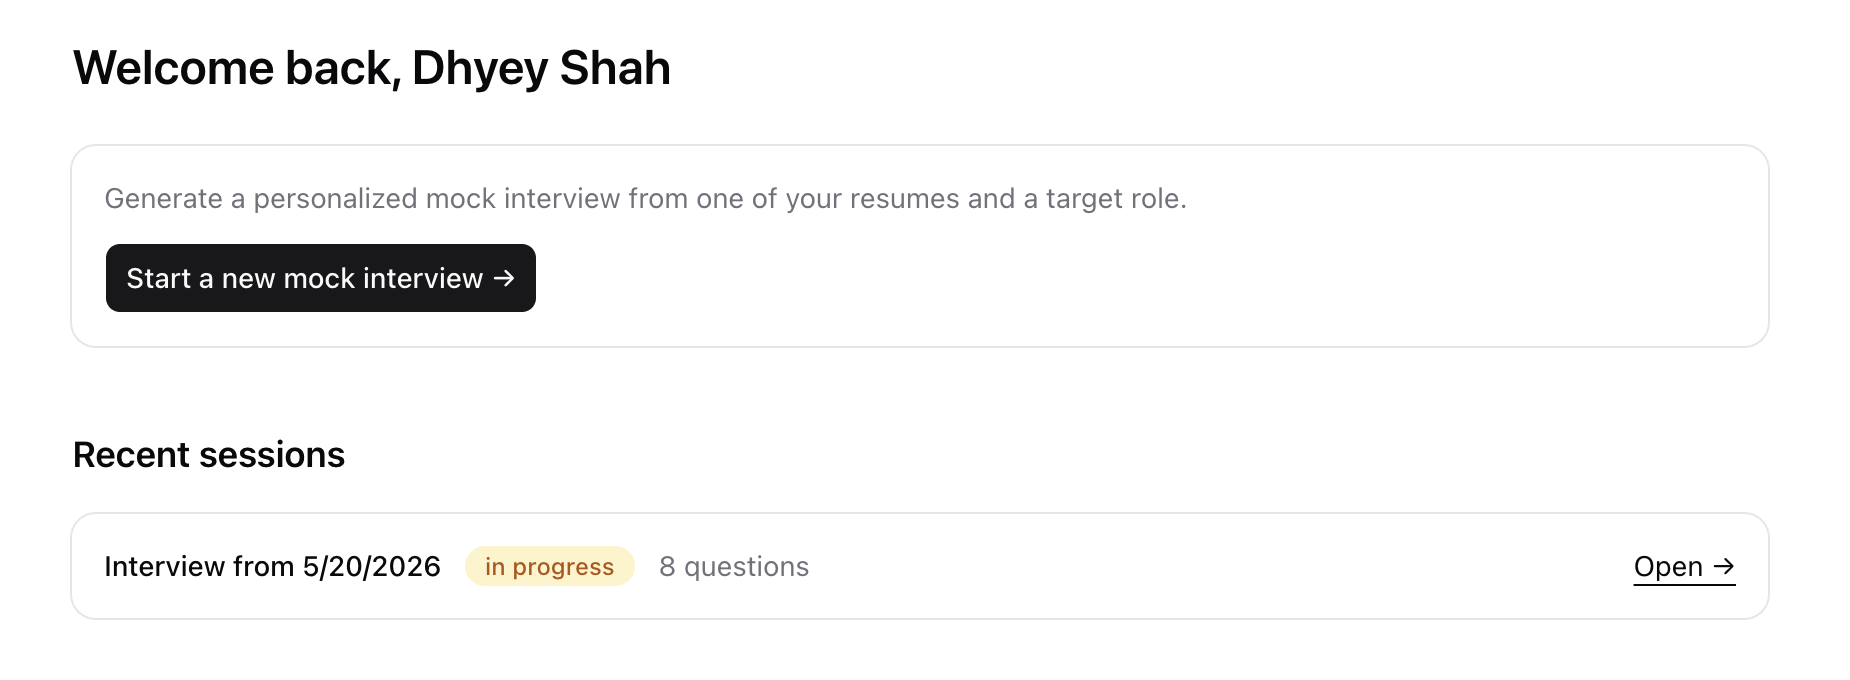 Welcome back, Dhyey Shah
Generate a personalized mock interview from one of your resumes and a target role.
Start a new mock interview →
Recent sessions
Interview from 5/20/2026 in progress 8 questions Open →